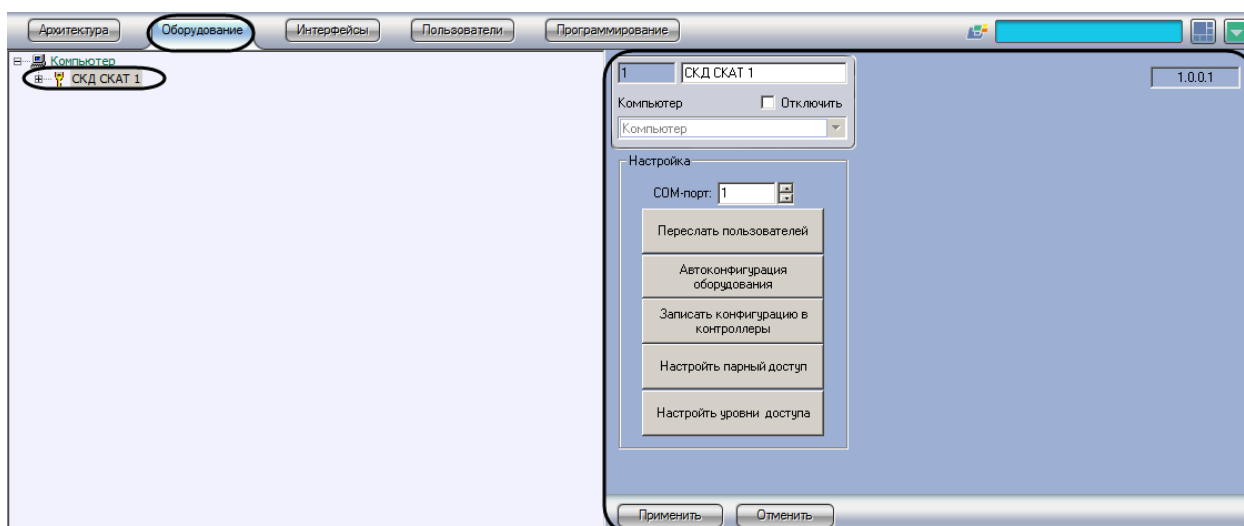 Архитектура Оборудование Интерфейсы Пользователи Программирование
Компьютер
СКД СКАТ 1
1 СКД СКАТ 1
1.0.0.1
Компьютер Отключить
Компьютер
Настройка
COM-порт: 1
Переслать пользователей
Автоконфигурация
оборудования
Записать конфигурацию в
контроллеры
Настройть парный доступ
Настройть уровни доступа
Применить Отменить